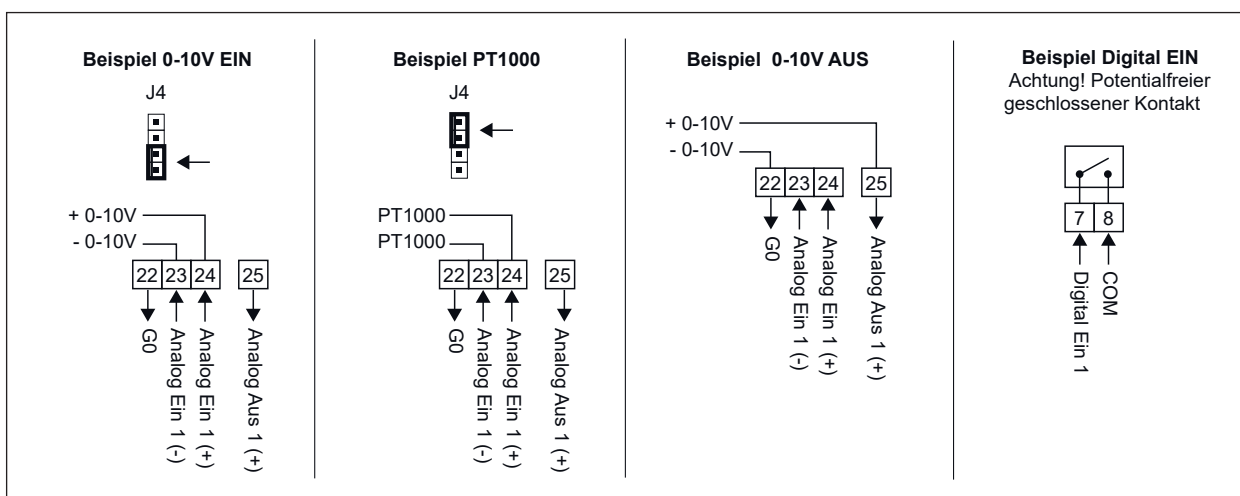 Beispiel 0-10V EIN
J4
+ 0-10V
- 0-10V
22 23 24 25
G0
Analog Ein 1 (-)
Analog Ein 1 (+)
Analog Aus 1 (+)
Beispiel PT1000
J4
PT1000
PT1000
22 23 24 25
G0
Analog Ein 1 (-)
Analog Ein 1 (+)
Analog Aus 1 (+)
Beispiel 0-10V AUS
+ 0-10V
- 0-10V
22 23 24 25
G0
Analog Ein 1 (-)
Analog Ein 1 (+)
Analog Aus 1 (+)
Beispiel Digital EIN
Achtung! Potentialfreier
geschlossener Kontakt
7 8
Digital Ein 1
COM